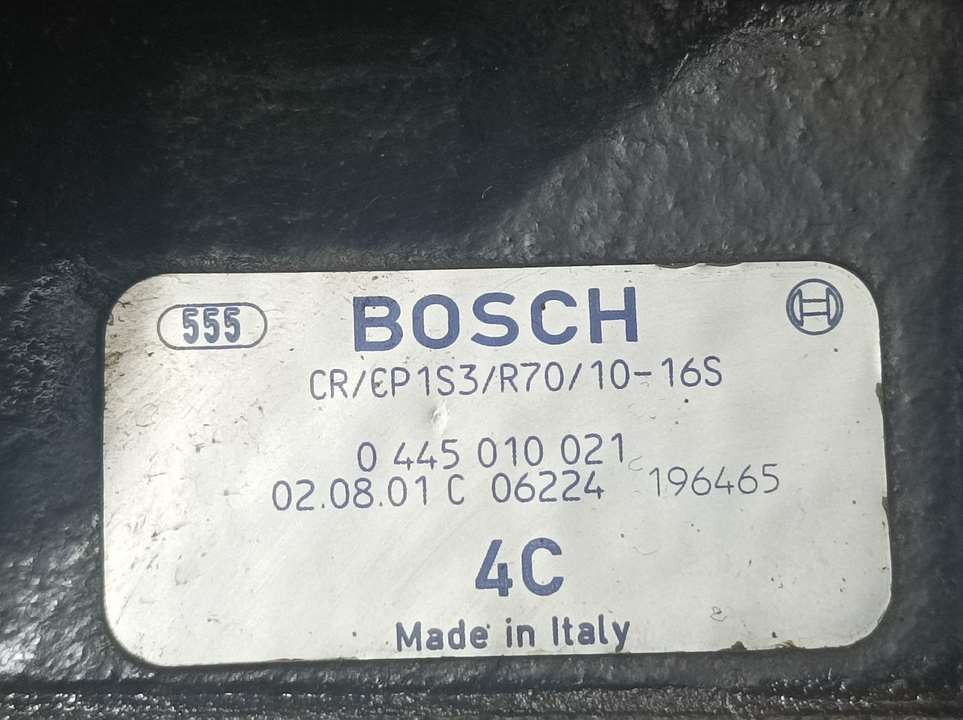 555 BOSCH
CR/CP1S3/R70/10-16S
0 445 010 021
02.08.01 C 06224 196465
4C
Made in Italy